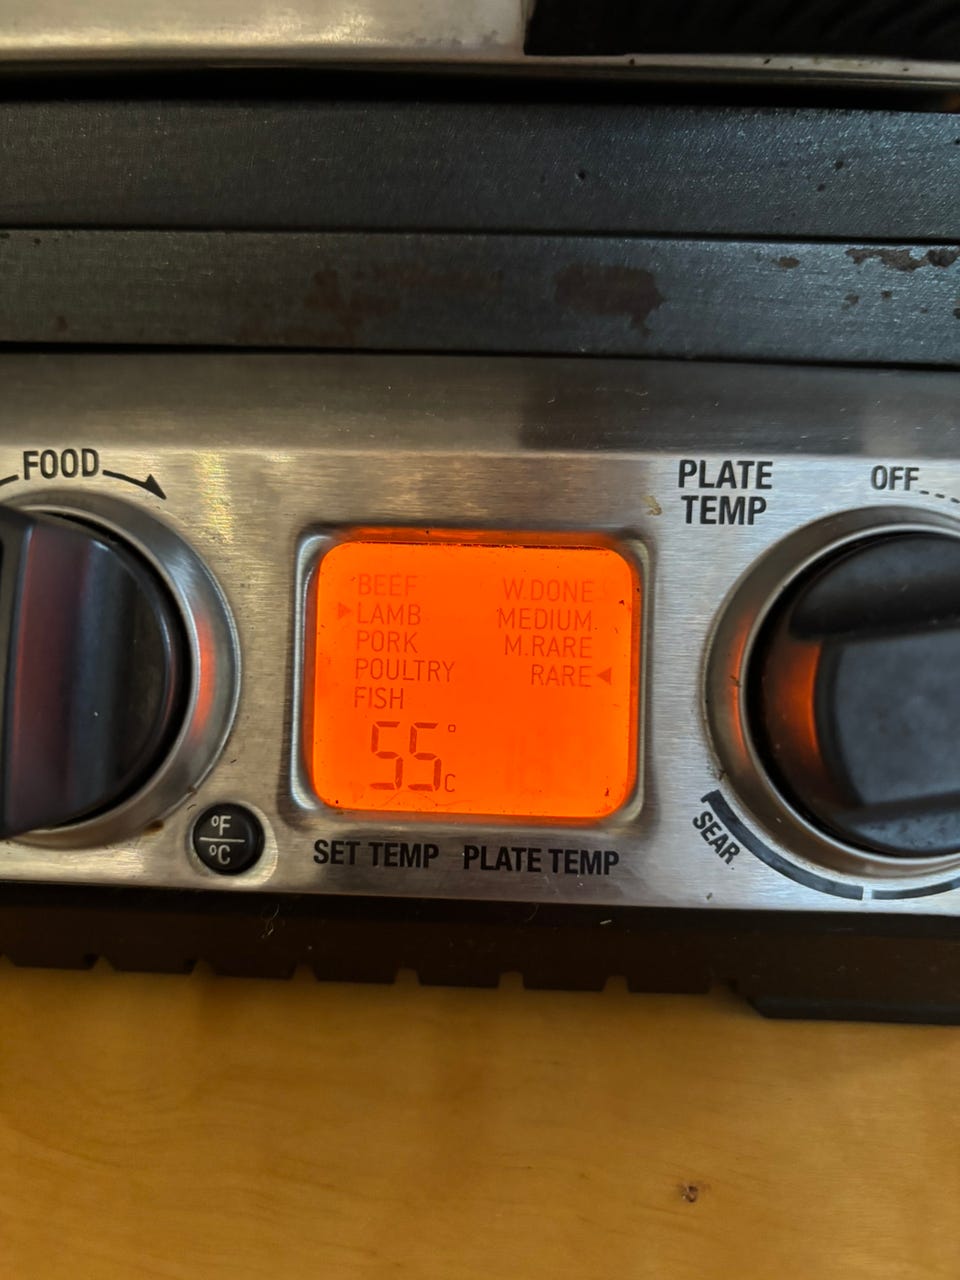 FOOD
PLATE
TEMP
OFF
BEEF W.DONE
LAMB MEDIUM.
PORK M.RARE
POULTRY RARE
FISH
55°C
°F
°C
SEAR
SET TEMP PLATE TEMP